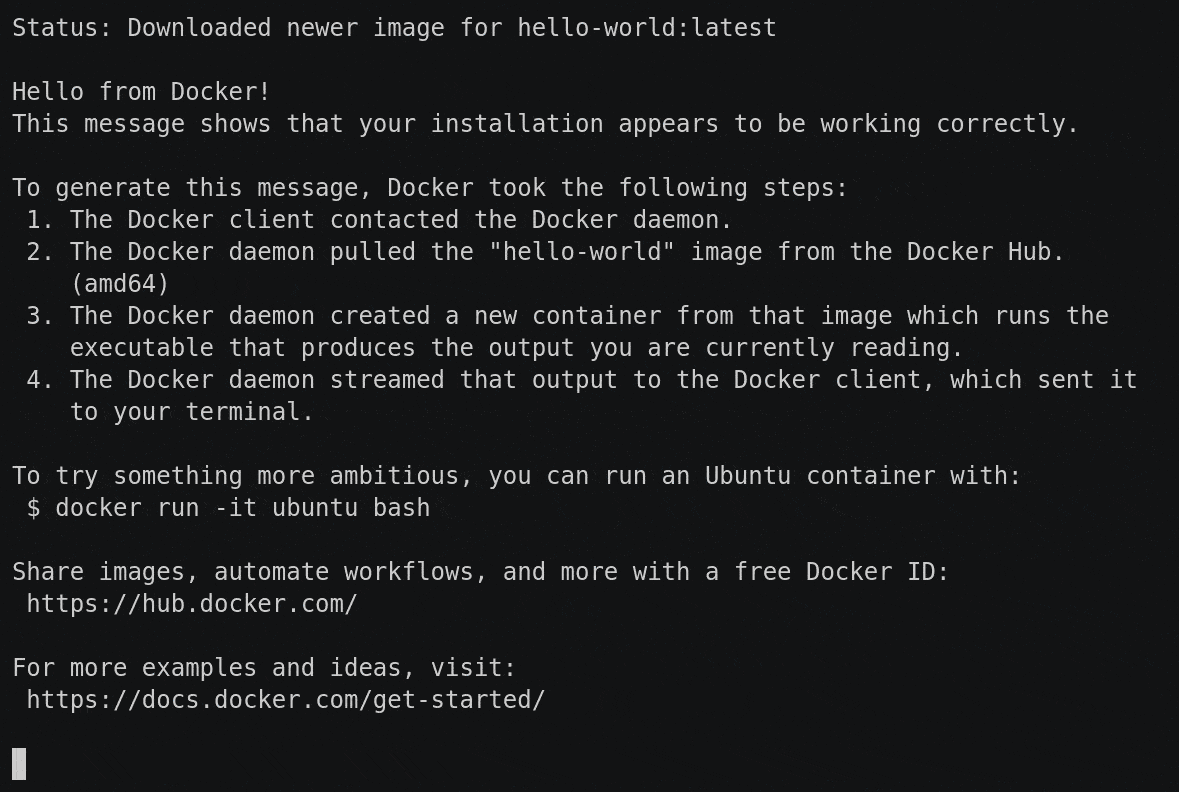 Status: Downloaded newer image for hello-world:latest

Hello from Docker!
This message shows that your installation appears to be working correctly.

To generate this message, Docker took the following steps:
 1. The Docker client contacted the Docker daemon.
 2. The Docker daemon pulled the "hello-world" image from the Docker Hub.
    (amd64)
 3. The Docker daemon created a new container from that image which runs the
    executable that produces the output you are currently reading.
 4. The Docker daemon streamed that output to the Docker client, which sent it
    to your terminal.

To try something more ambitious, you can run an Ubuntu container with:
 $ docker run -it ubuntu bash

Share images, automate workflows, and more with a free Docker ID:
 https://hub.docker.com/

For more examples and ideas, visit:
 https://docs.docker.com/get-started/